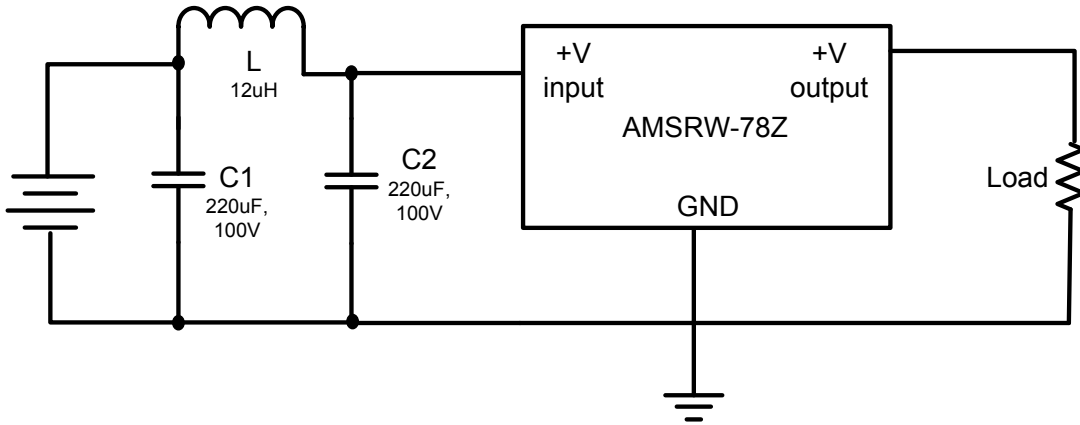 L
12uH
C1
220uF,
100V
C2
220uF,
100V
+V
input
+V
output
AMSRW-78Z
GND
Load